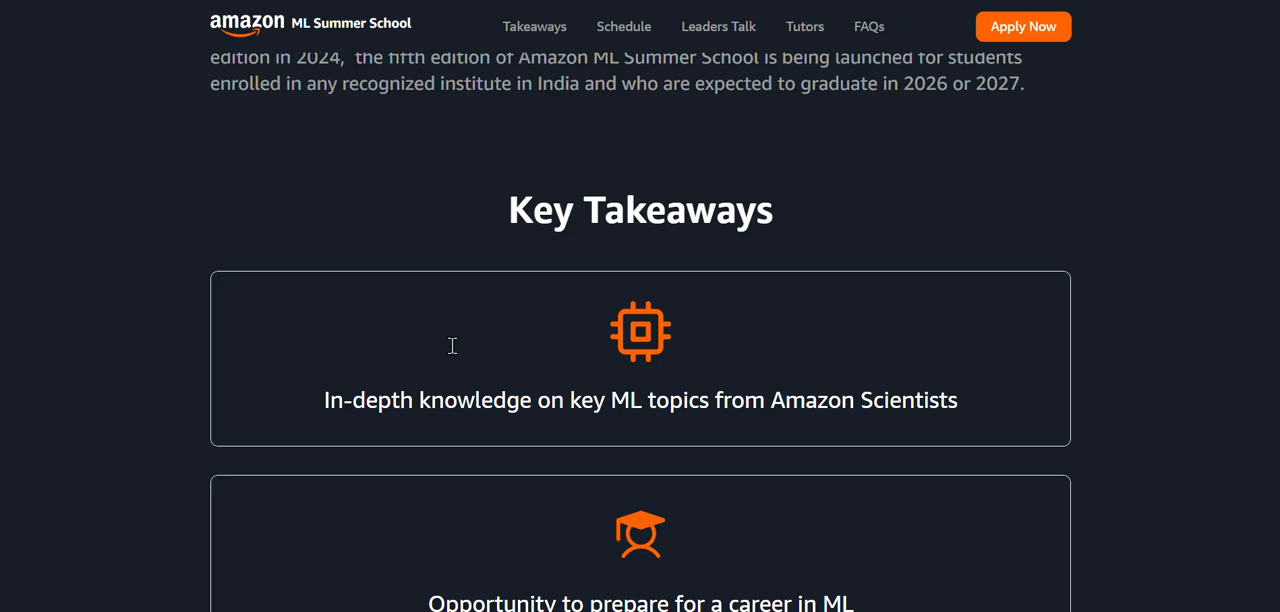 amazon ML Summer School
Takeaways Schedule Leaders Talk Tutors FAQs Apply Now
edition in 2024, the fifth edition of Amazon ML Summer School is being launched for students
enrolled in any recognized institute in India and who are expected to graduate in 2026 or 2027.
Key Takeaways
In-depth knowledge on key ML topics from Amazon Scientists
Opportunity to prepare for a career in ML